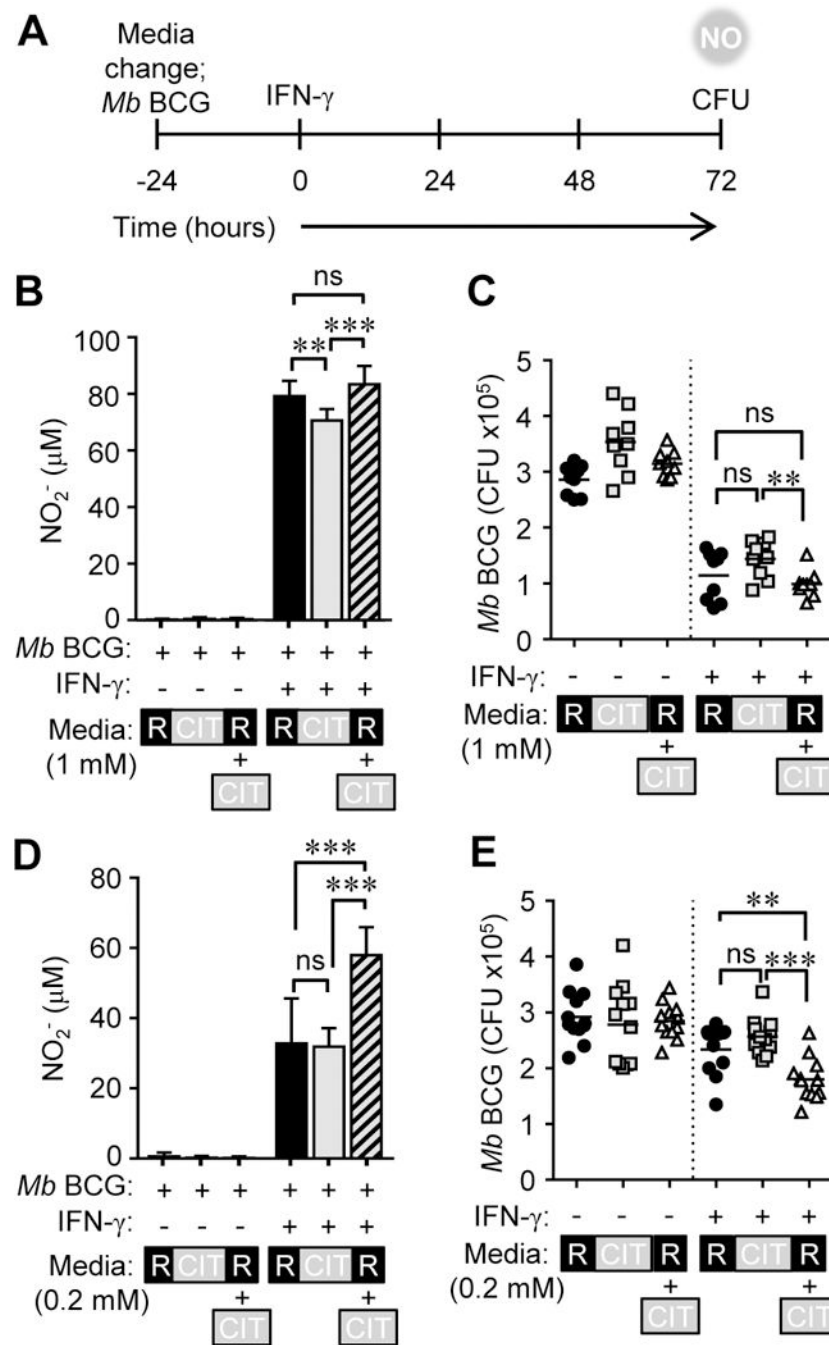 A
Media
change;
Mb BCG
IFN-γ
NO
CFU
-24 0 24 48 72
Time (hours)
B
ns
** ***
NO₂⁻ (μM)
100
80
60
40
20
0
Mb BCG: + + + + + +
IFN-γ: - - - + + +
Media: R CIT R R CIT R
(1 mM) + +
CIT CIT
C
Mb BCG (CFU x10⁵)
5
4
3
2
1
0
ns
ns **
IFN-γ: - - - + + +
Media: R CIT R R CIT R
(1 mM) + +
CIT CIT
D
***
***
ns
NO₂⁻ (μM)
80
60
40
20
0
Mb BCG: + + + + + +
IFN-γ: - - - + + +
Media: R CIT R R CIT R
(0.2 mM) + +
CIT CIT
E
Mb BCG (CFU x10⁵)
5
4
3
2
1
0
**
ns ***
IFN-γ: - - - + + +
Media: R CIT R R CIT R
(0.2 mM) + +
CIT CIT